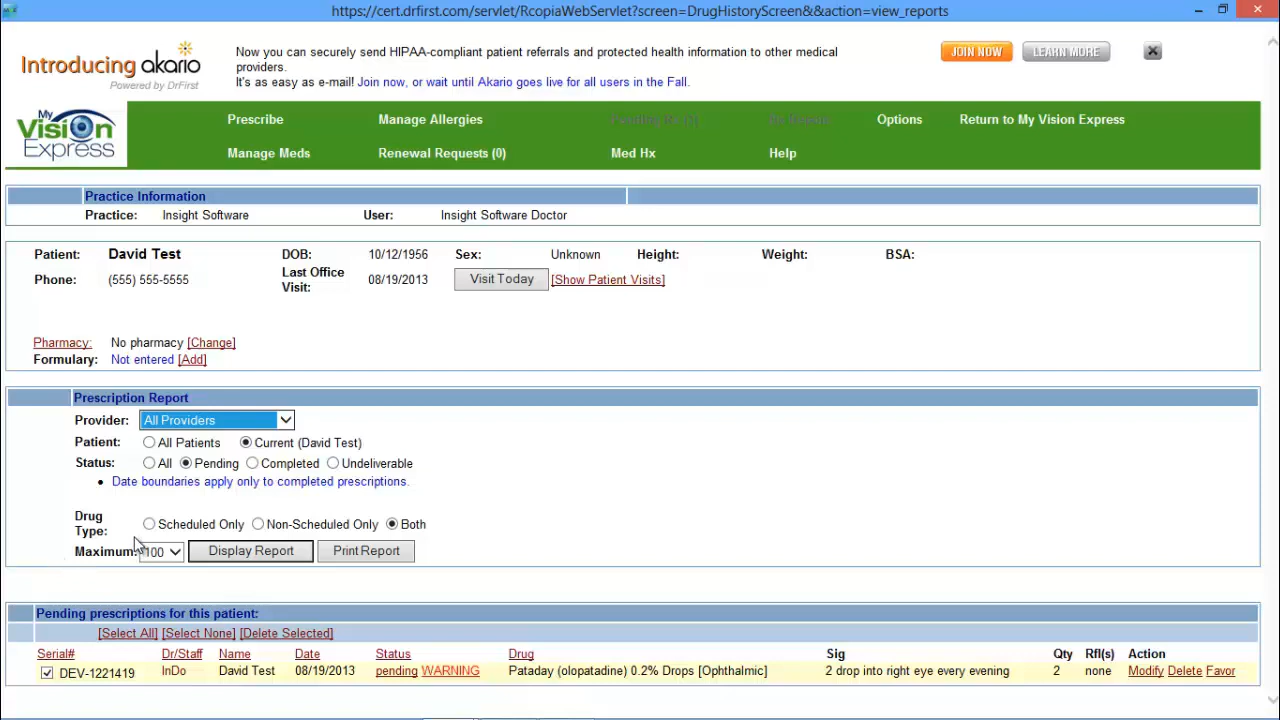 https://cert.drfirst.com/servlet/RcopiaWebServlet?screen=DrugHistoryScreen&&action=view_reports
Introducing akario
Powered by DrFirst
Now you can securely send HIPAA-compliant patient referrals and protected health information to other medical
providers.
It's as easy as e-mail! Join now, or wait until Akario goes live for all users in the Fall.
JOIN NOW LEARN MORE
My Vision Express
Prescribe Manage Allergies Pending Rx (1) Rx Report Options Return to My Vision Express
Manage Meds Renewal Requests (0) Med Hx Help
Practice Information
Practice: Insight Software User: Insight Software Doctor
Patient: David Test DOB: 10/12/1956 Sex: Unknown Height: Weight: BSA:
Phone: (555) 555-5555 Last Office Visit: 08/19/2013 Visit Today [Show Patient Visits]
Pharmacy: No pharmacy [Change]
Formulary: Not entered [Add]
Prescription Report
Provider: All Providers
Patient: All Patients Current (David Test)
Status: All Pending Completed Undeliverable
• Date boundaries apply only to completed prescriptions.
Drug Type: Scheduled Only Non-Scheduled Only Both
Maximum: 100 Display Report Print Report
Pending prescriptions for this patient:
[Select All] [Select None] [Delete Selected]
Serial# Dr/Staff Name Date Status Drug Sig Qty Rfl(s) Action
DEV-1221419 InDo David Test 08/19/2013 pending WARNING Pataday (olopatadine) 0.2% Drops [Ophthalmic] 2 drop into right eye every evening 2 none Modify Delete Favor